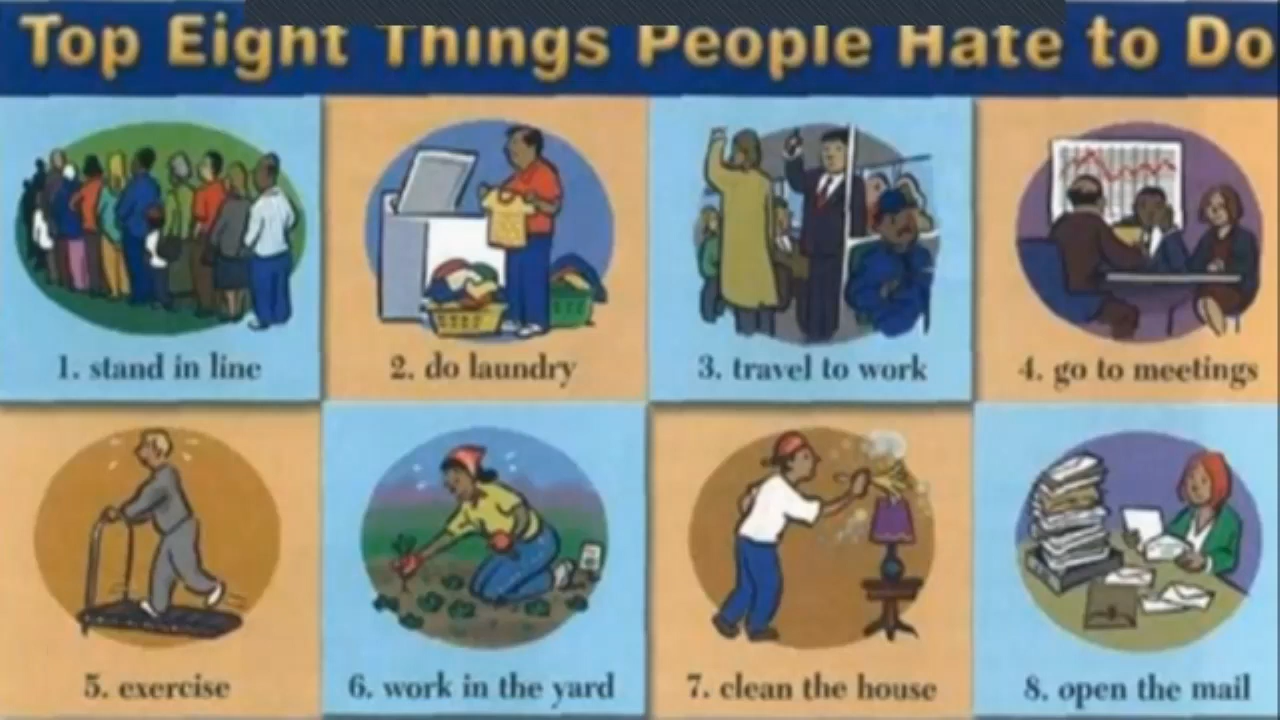 Top Eight Things People Hate to Do
1. stand in line
2. do laundry
3. travel to work
4. go to meetings
5. exercise
6. work in the yard
7. clean the house
8. open the mail